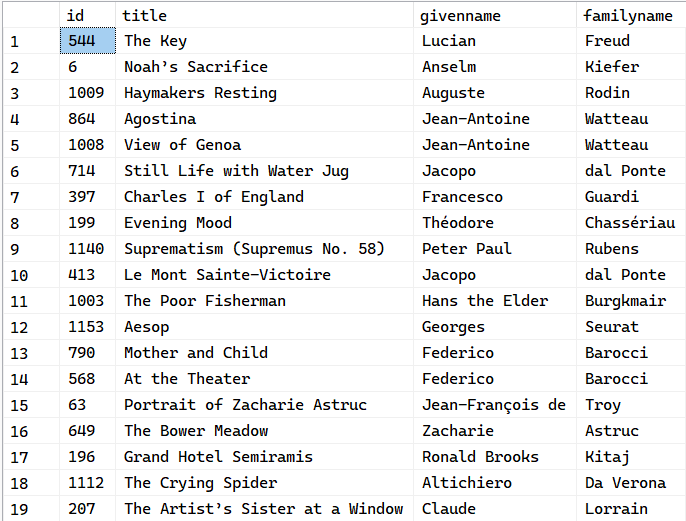 id title givenname familyname
1 544 The Key Lucian Freud
2 6 Noah’s Sacrifice Anselm Kiefer
3 1009 Haymakers Resting Auguste Rodin
4 864 Agostina Jean-Antoine Watteau
5 1008 View of Genoa Jean-Antoine Watteau
6 714 Still Life with Water Jug Jacopo dal Ponte
7 397 Charles I of England Francesco Guardi
8 199 Evening Mood Théodore Chassériau
9 1140 Suprematism (Supremus No. 58) Peter Paul Rubens
10 413 Le Mont Sainte-Victoire Jacopo dal Ponte
11 1003 The Poor Fisherman Hans the Elder Burgkmair
12 1153 Aesop Georges Seurat
13 790 Mother and Child Federico Barocci
14 568 At the Theater Federico Barocci
15 63 Portrait of Zacharie Astruc Jean-François de Troy
16 649 The Bower Meadow Zacharie Astruc
17 196 Grand Hotel Semiramis Ronald Brooks Kitaj
18 1112 The Crying Spider Altichiero Da Verona
19 207 The Artist’s Sister at a Window Claude Lorrain